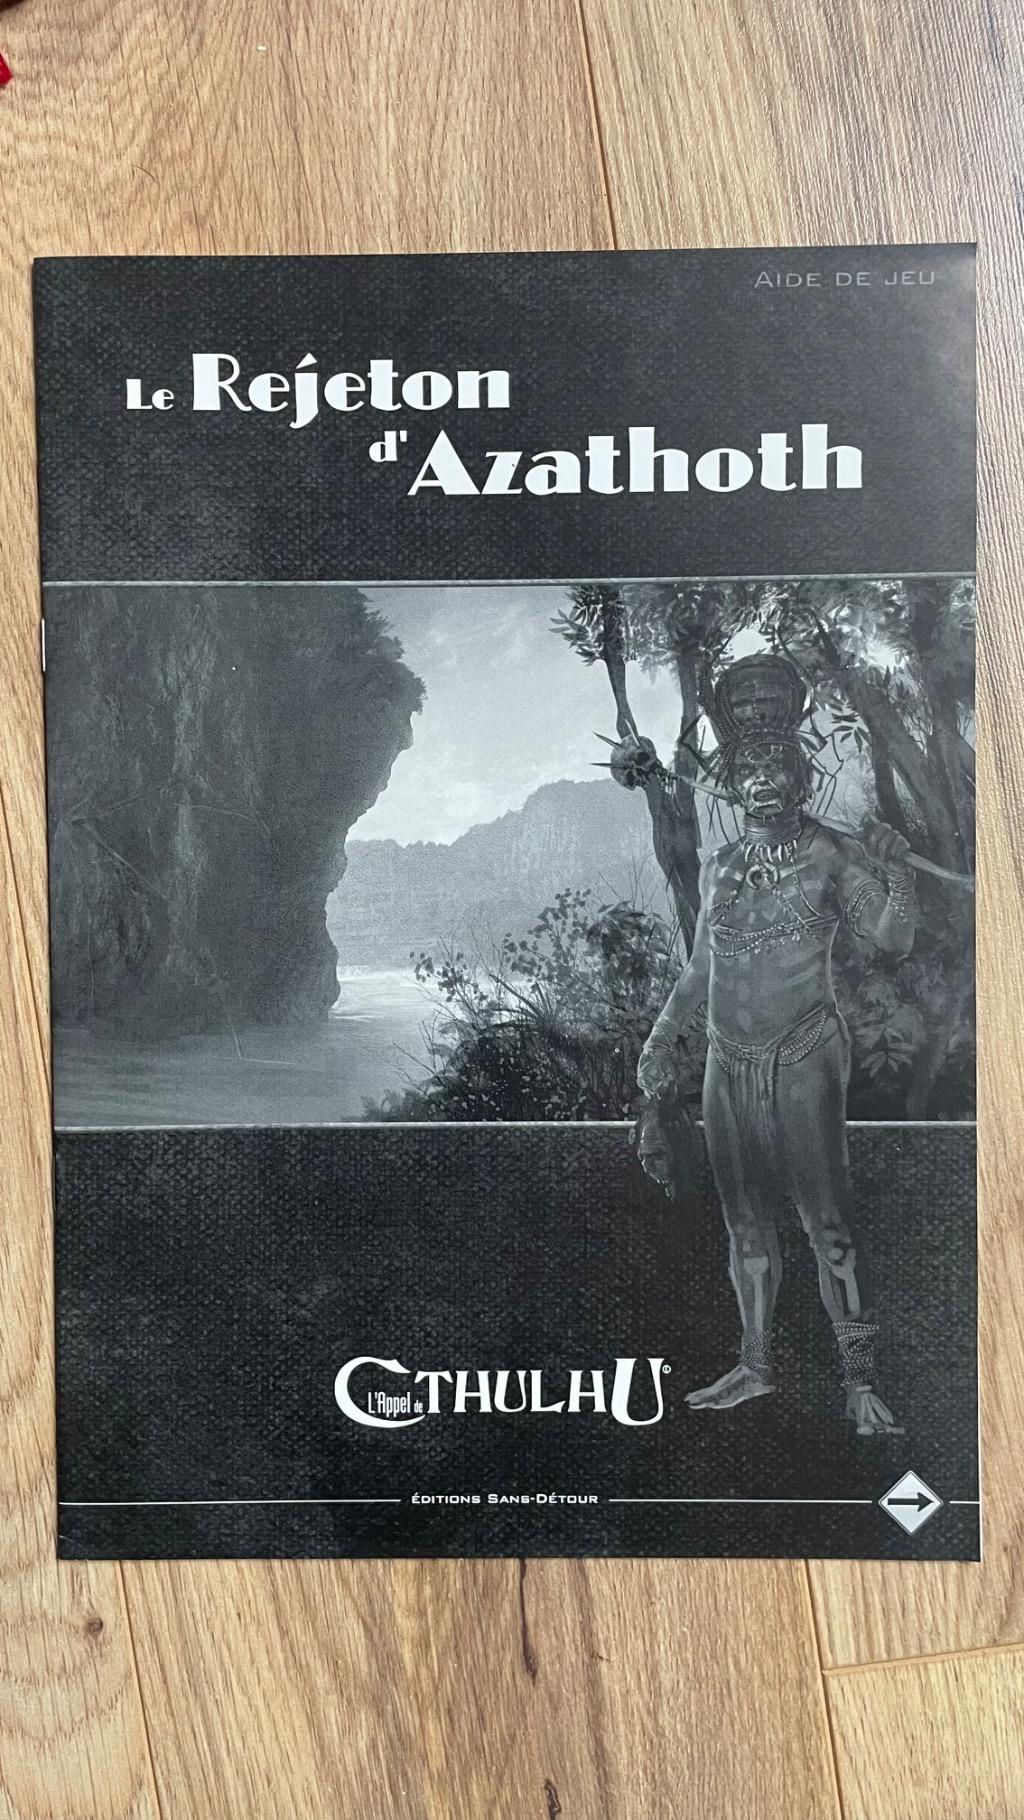 AIDE DE JEU
Le Rejeton
d'Azathoth
L'Appel de CTHULHU®
ÉDITIONS SANS-DÉTOUR